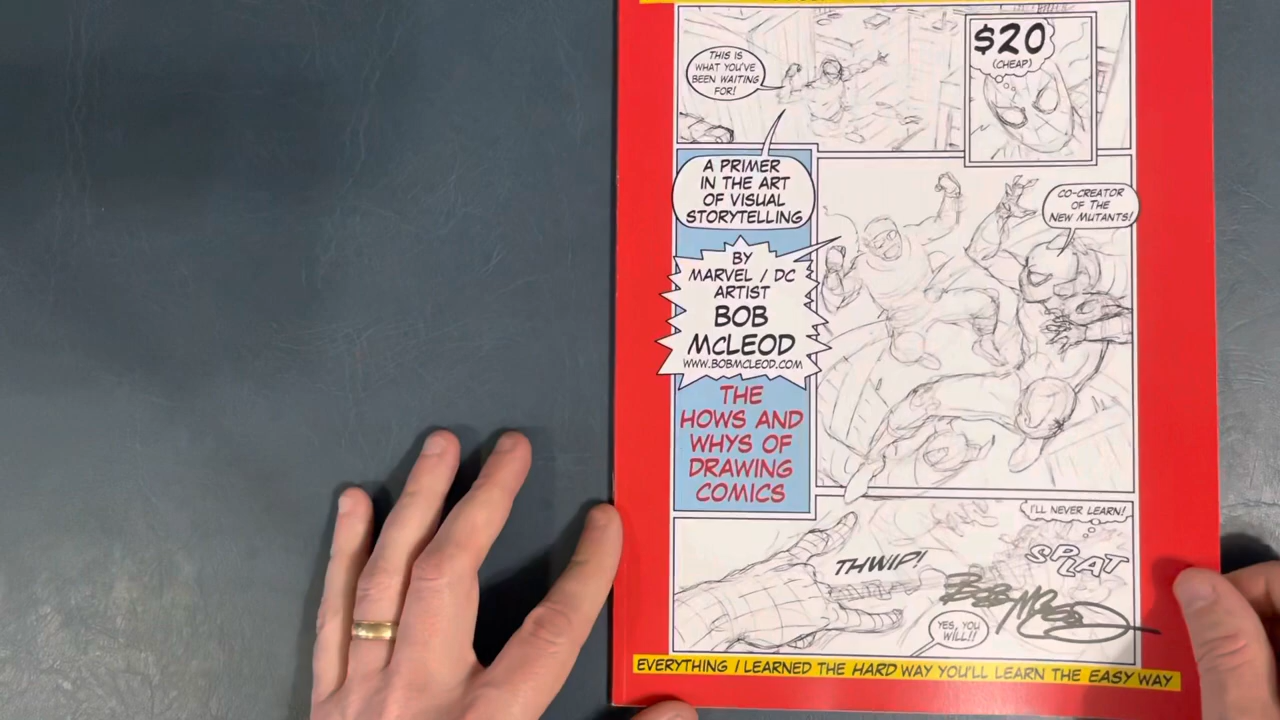 THIS IS
WHAT YOU'VE
BEEN WAITING
FOR!
$20
(CHEAP)
A PRIMER
IN THE ART
OF VISUAL
STORYTELLING
CO-CREATOR
OF THE
NEW MUTANTS!
BY
MARVEL / DC
ARTIST
BOB
McLEOD
WWW.BOBMCLEOD.COM
THE
HOWS AND
WHYS OF
DRAWING
COMICS
I'LL NEVER LEARN!
THWIP!
SPLAT
BOB McLEOD
YES, YOU
WILL!!
EVERYTHING I LEARNED THE HARD WAY YOU'LL LEARN THE EASY WAY